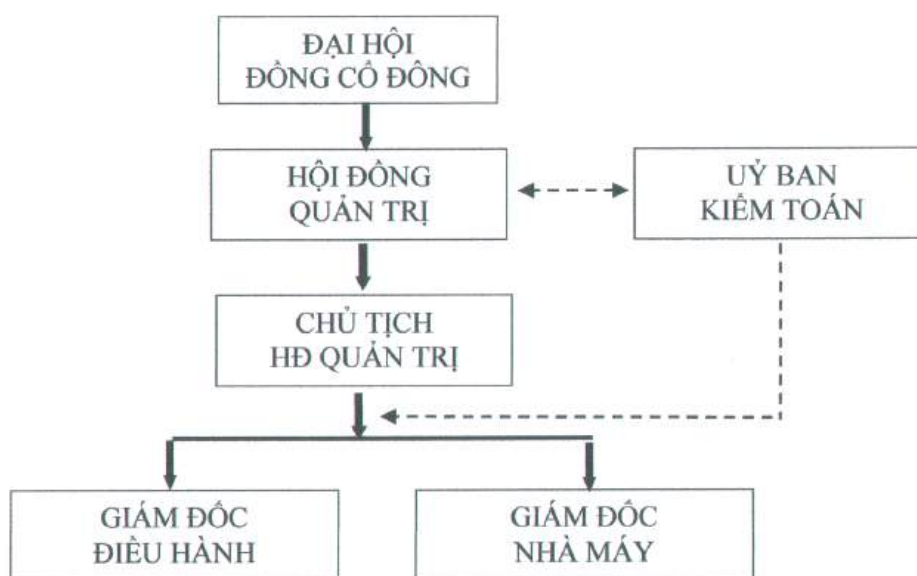 ĐẠI HỘI
ĐỒNG CỔ ĐÔNG
HỘI ĐỒNG
QUẢN TRỊ
UỶ BAN
KIỂM TOÁN
CHỦ TỊCH
HĐ QUẢN TRỊ
GIÁM ĐỐC
ĐIỀU HÀNH
GIÁM ĐỐC
NHÀ MÁY